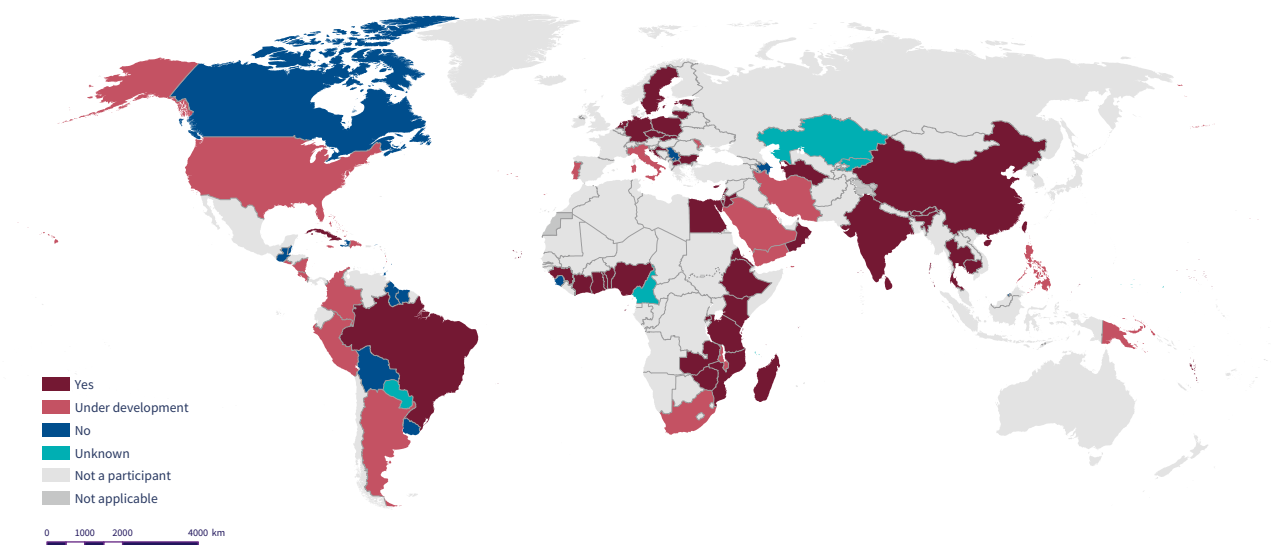 Yes
Under development
No
Unknown
Not a participant
Not applicable
0 1000 2000 4000 km